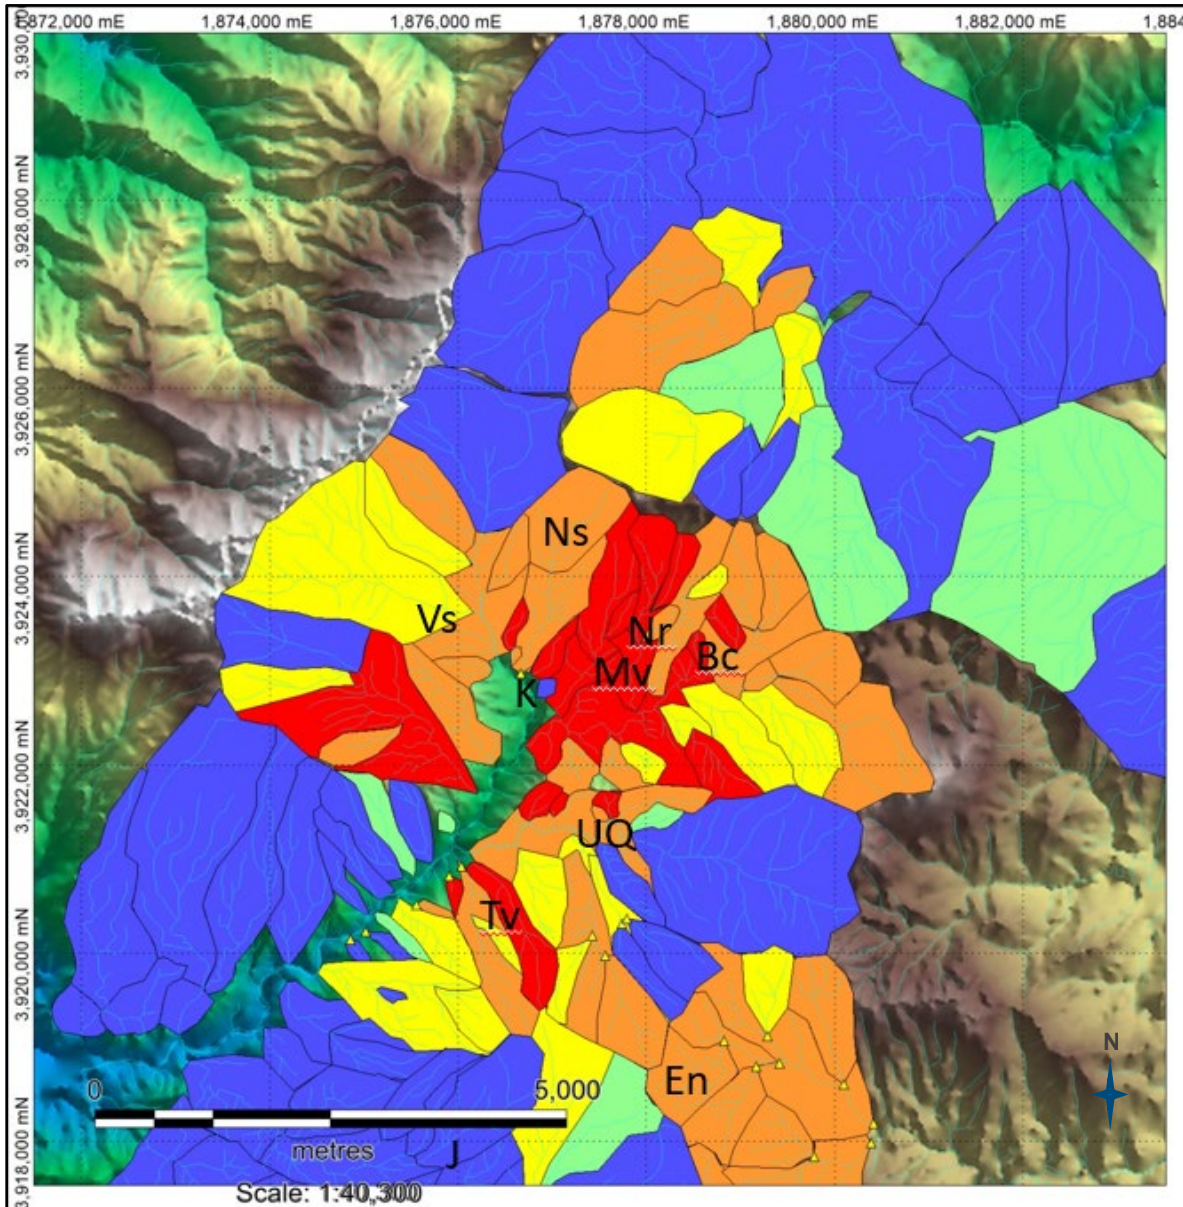 1,872,000 mE 1,874,000 mE 1,876,000 mE 1,878,000 mE 1,880,000 mE 1,882,000 mE 1,884
3,930,00
3,928,000 mN
3,926,000 mN
3,924,000 mN
3,922,000 mN
3,920,000 mN
3,918,000 mN
Ns
Vs
Nr
Bc
Mv
K
UQ
Tv
N
En
0 5,000
metres
J